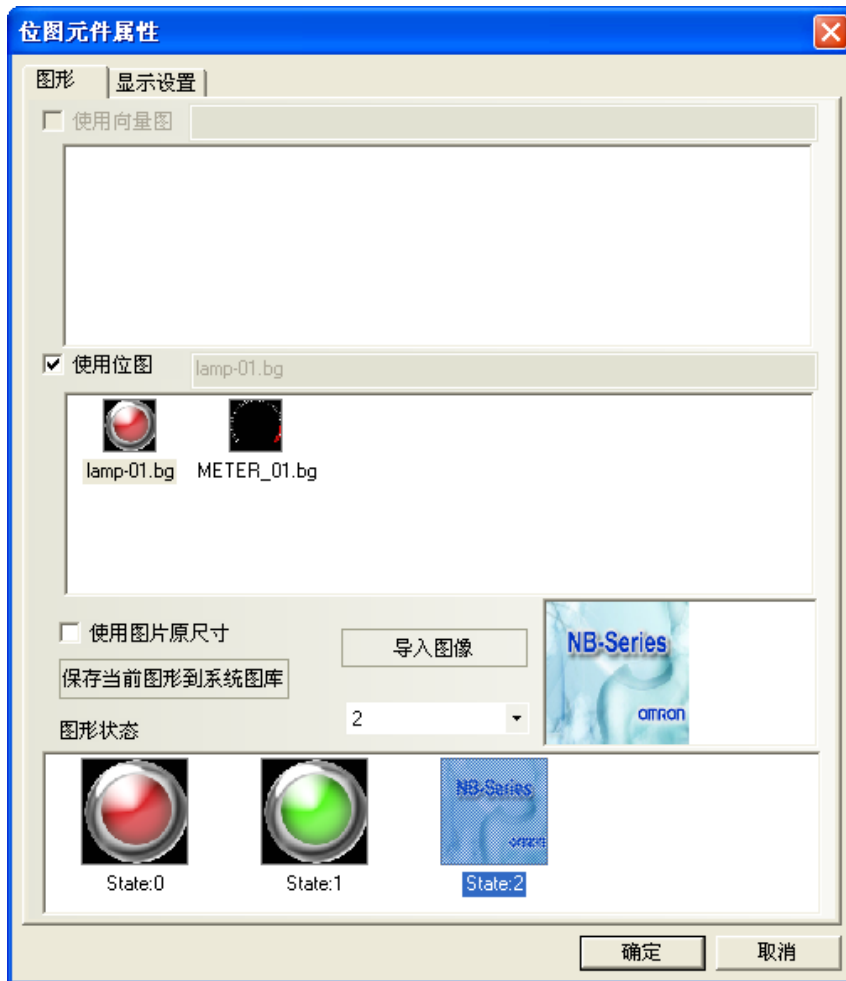 位图元件属性
图形 显示设置
使用向量图
使用位图 lamp-01.bg
lamp-01.bg METER_01.bg
使用图片原尺寸
导入图像
NB-Series
保存当前图形到系统图库
2
omron
图形状态
NB-Series
omron
State:0 State:1 State:2
确定 取消